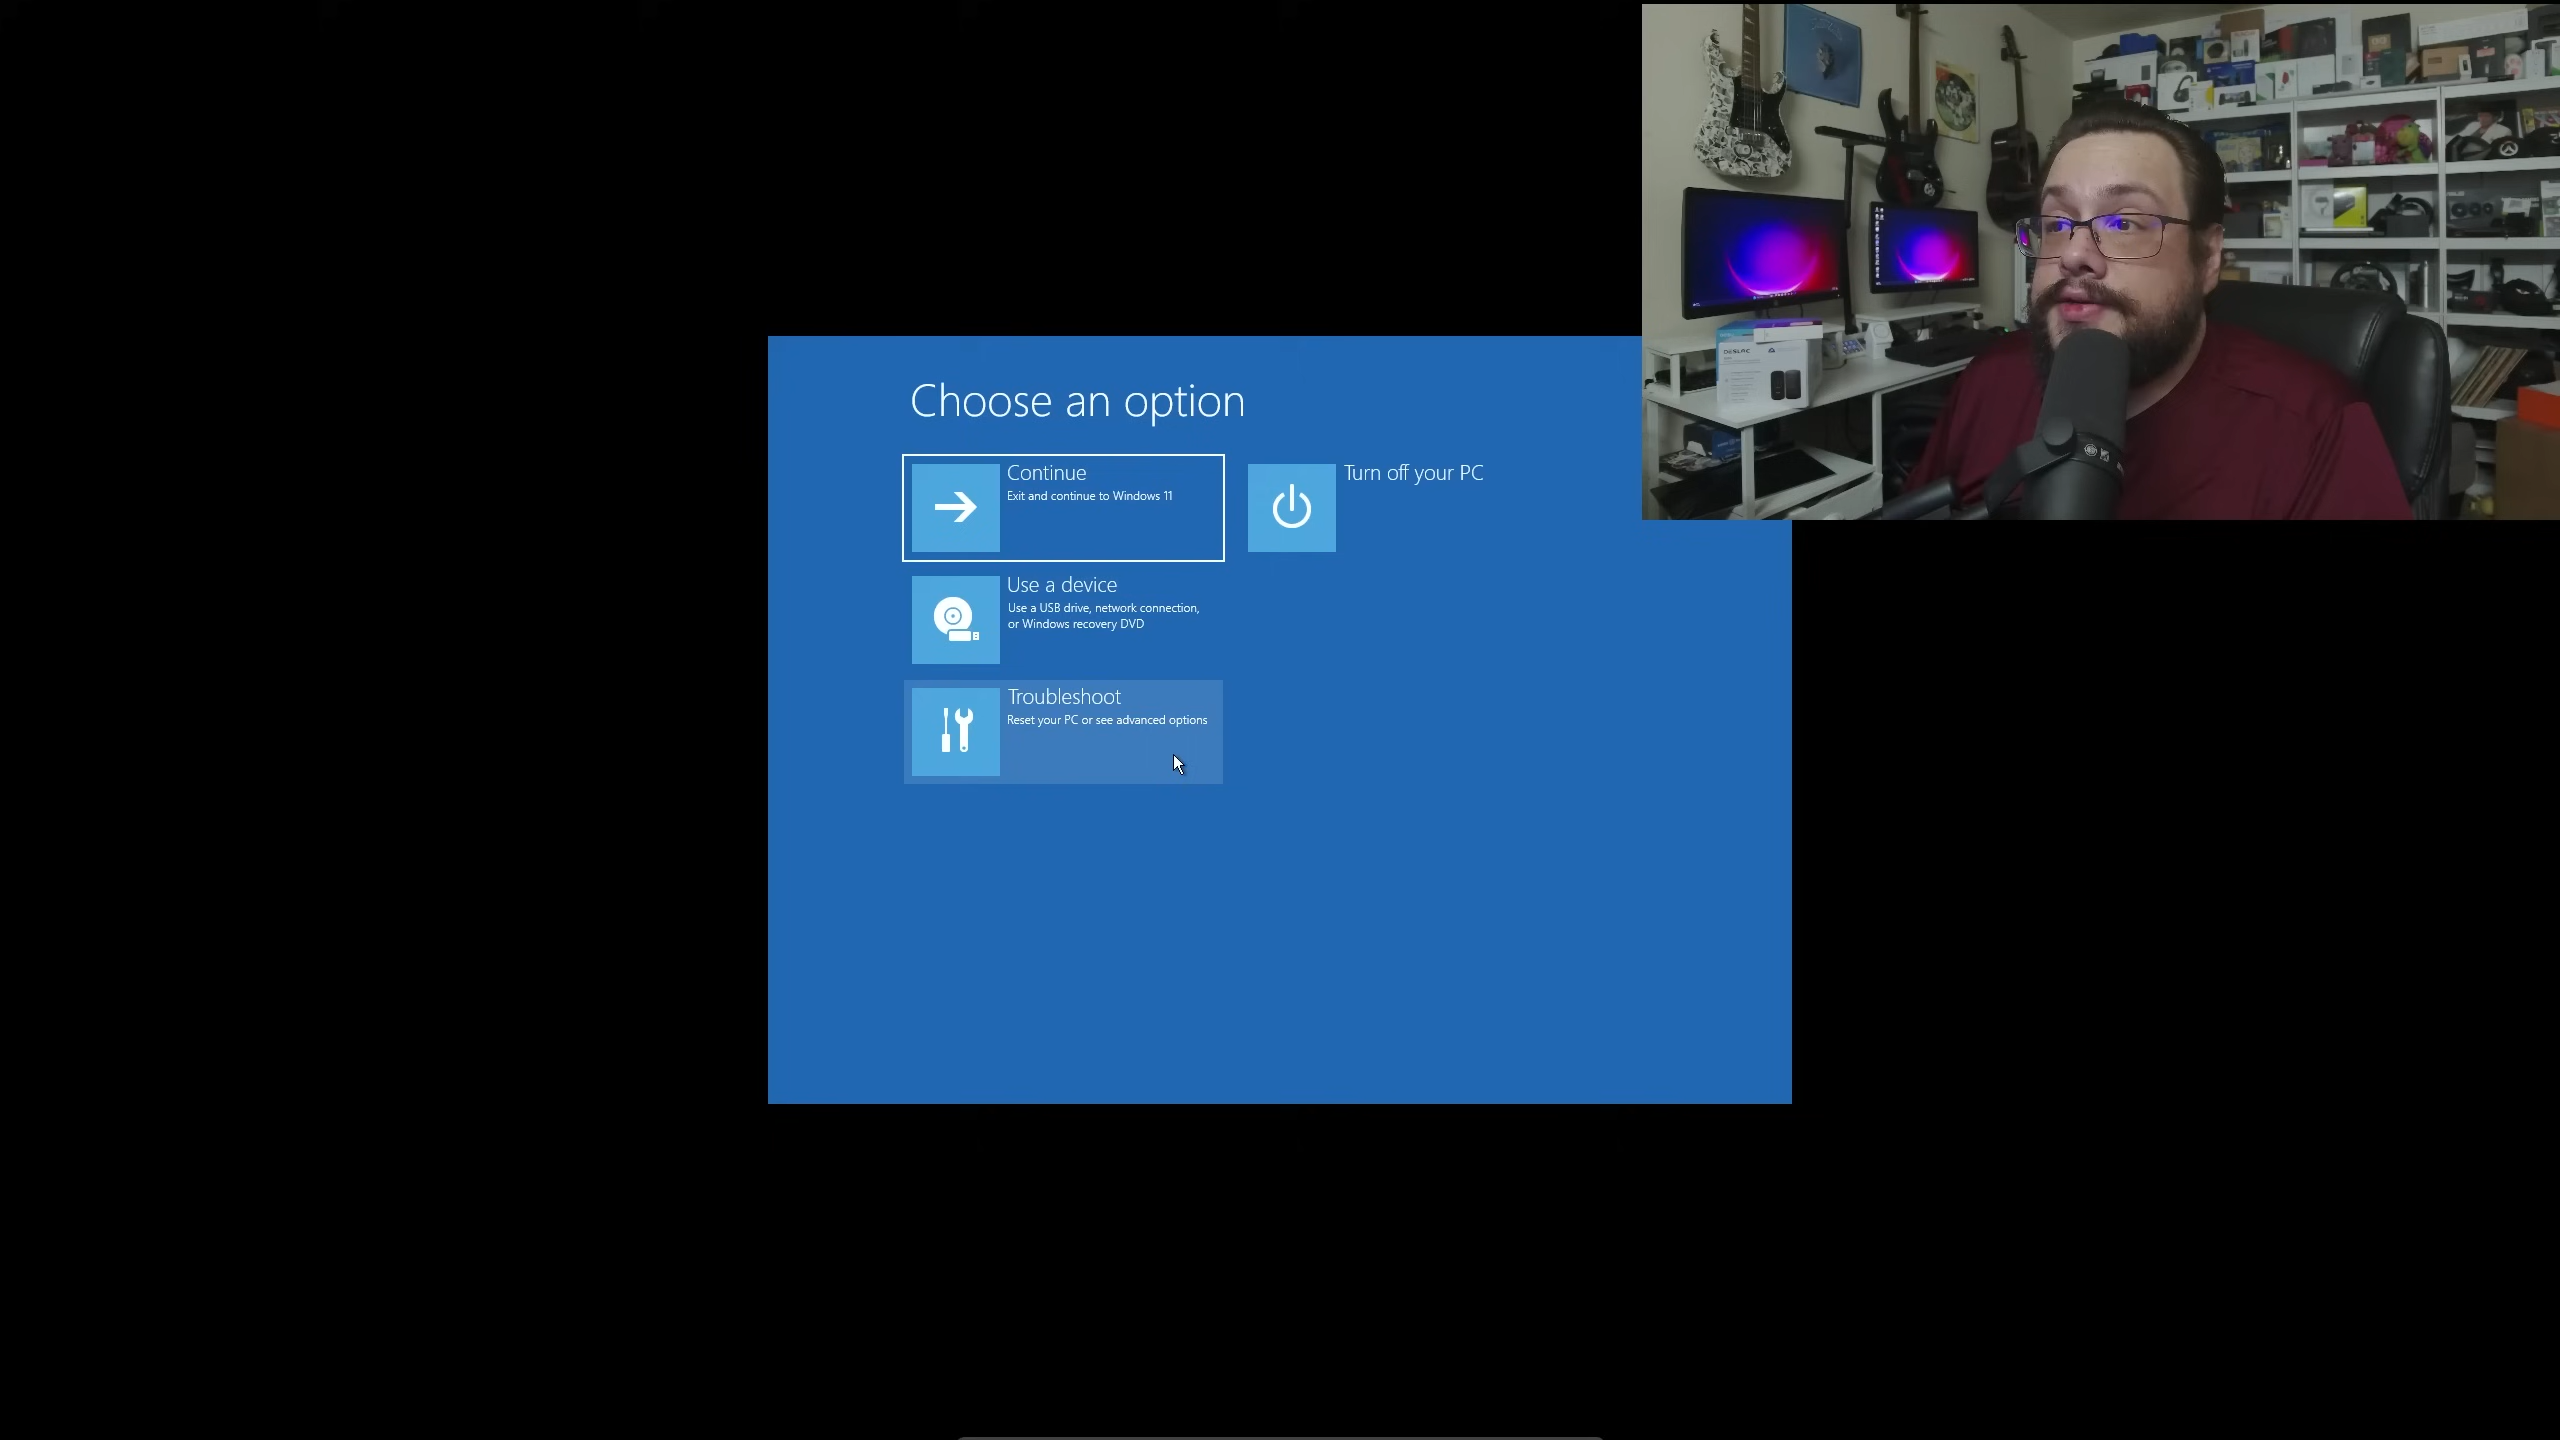 Choose an option
Continue
Exit and continue to Windows 11
Turn off your PC
Use a device
Use a USB drive, network connection,
or Windows recovery DVD
Troubleshoot
Reset your PC or see advanced options